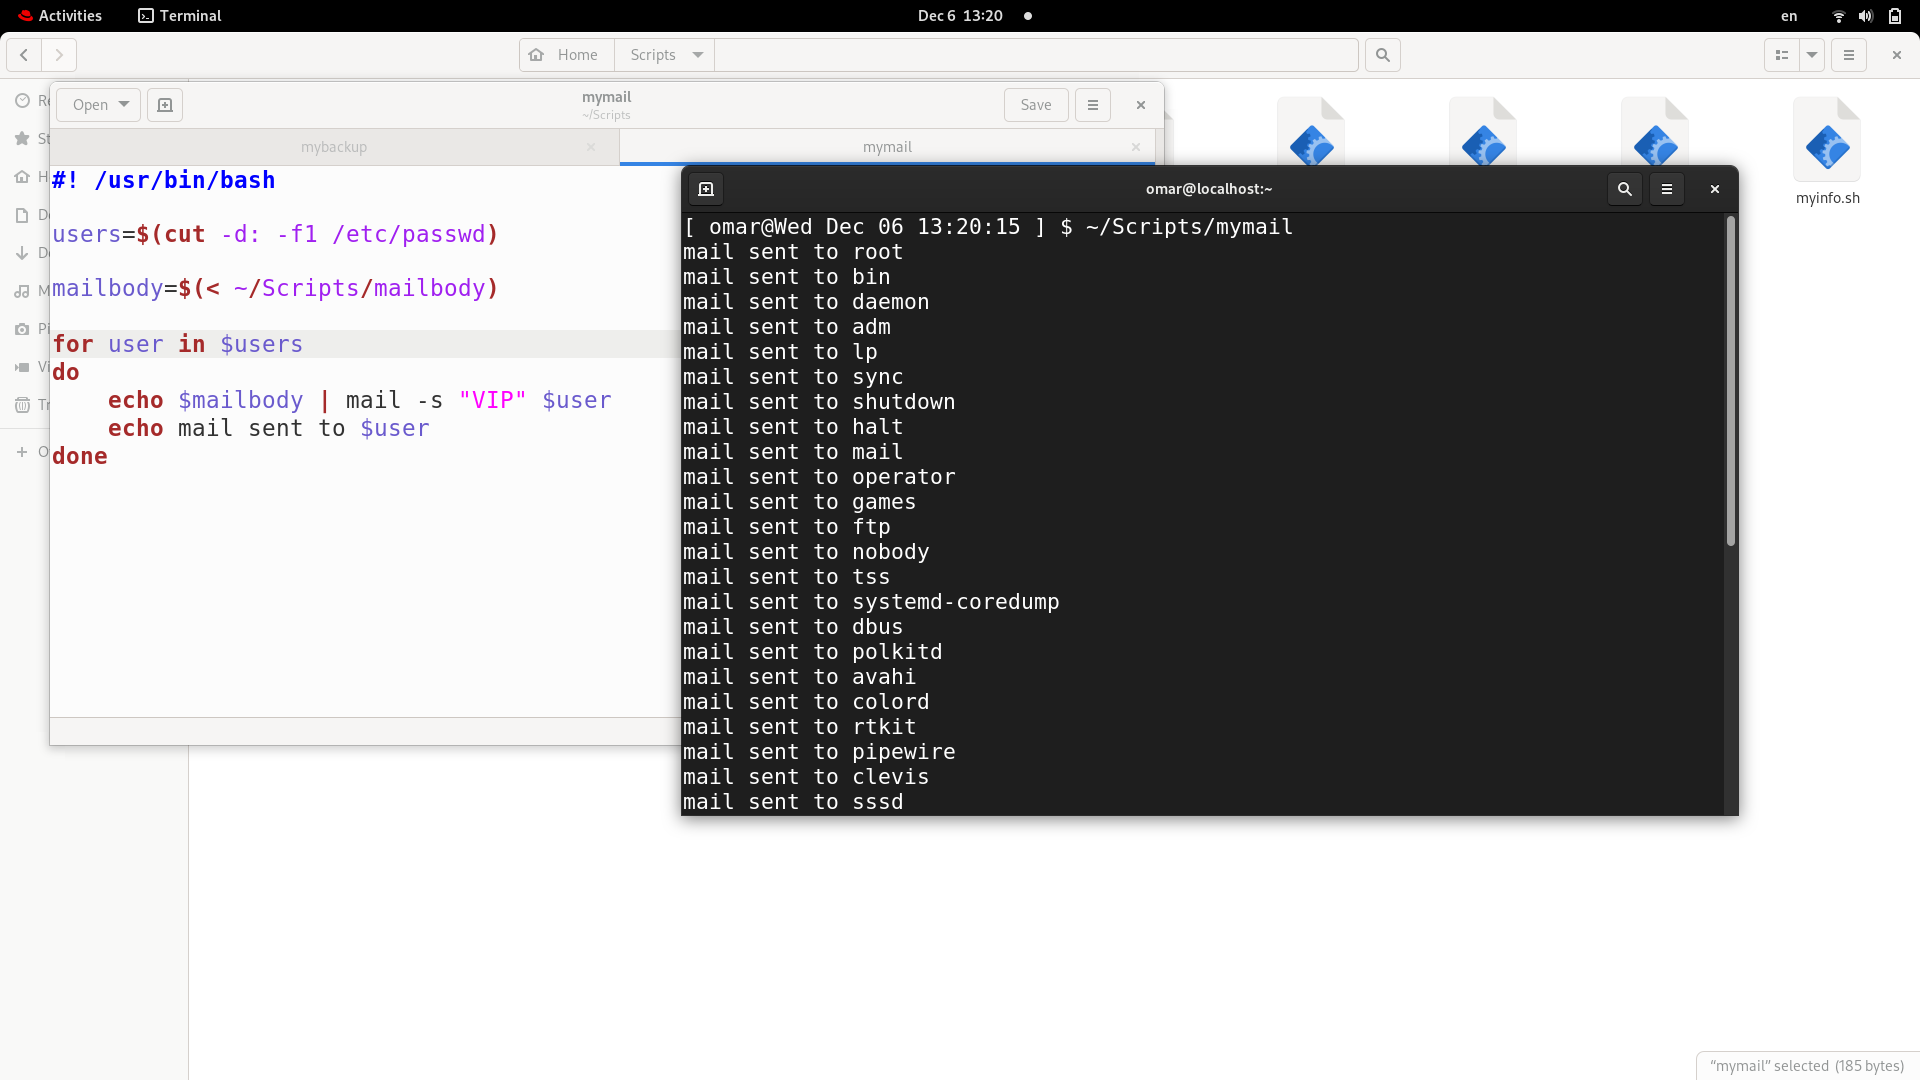 Activities
Terminal
Dec 6 13:20
en
Home
Scripts
Open
mymail
~/Scripts
Save
mybackup
mymail
#! /usr/bin/bash
users=$(cut -d: -f1 /etc/passwd)
mailbody=$(< ~/Scripts/mailbody)
for user in $users
do
    echo $mailbody | mail -s "VIP" $user
    echo mail sent to $user
done
omar@localhost:~
[ omar@Wed Dec 06 13:20:15 ] $ ~/Scripts/mymail
mail sent to root
mail sent to bin
mail sent to daemon
mail sent to adm
mail sent to lp
mail sent to sync
mail sent to shutdown
mail sent to halt
mail sent to mail
mail sent to operator
mail sent to games
mail sent to ftp
mail sent to nobody
mail sent to tss
mail sent to systemd-coredump
mail sent to dbus
mail sent to polkitd
mail sent to avahi
mail sent to colord
mail sent to rtkit
mail sent to pipewire
mail sent to clevis
mail sent to sssd
myinfo.sh
“mymail” selected (185 bytes)